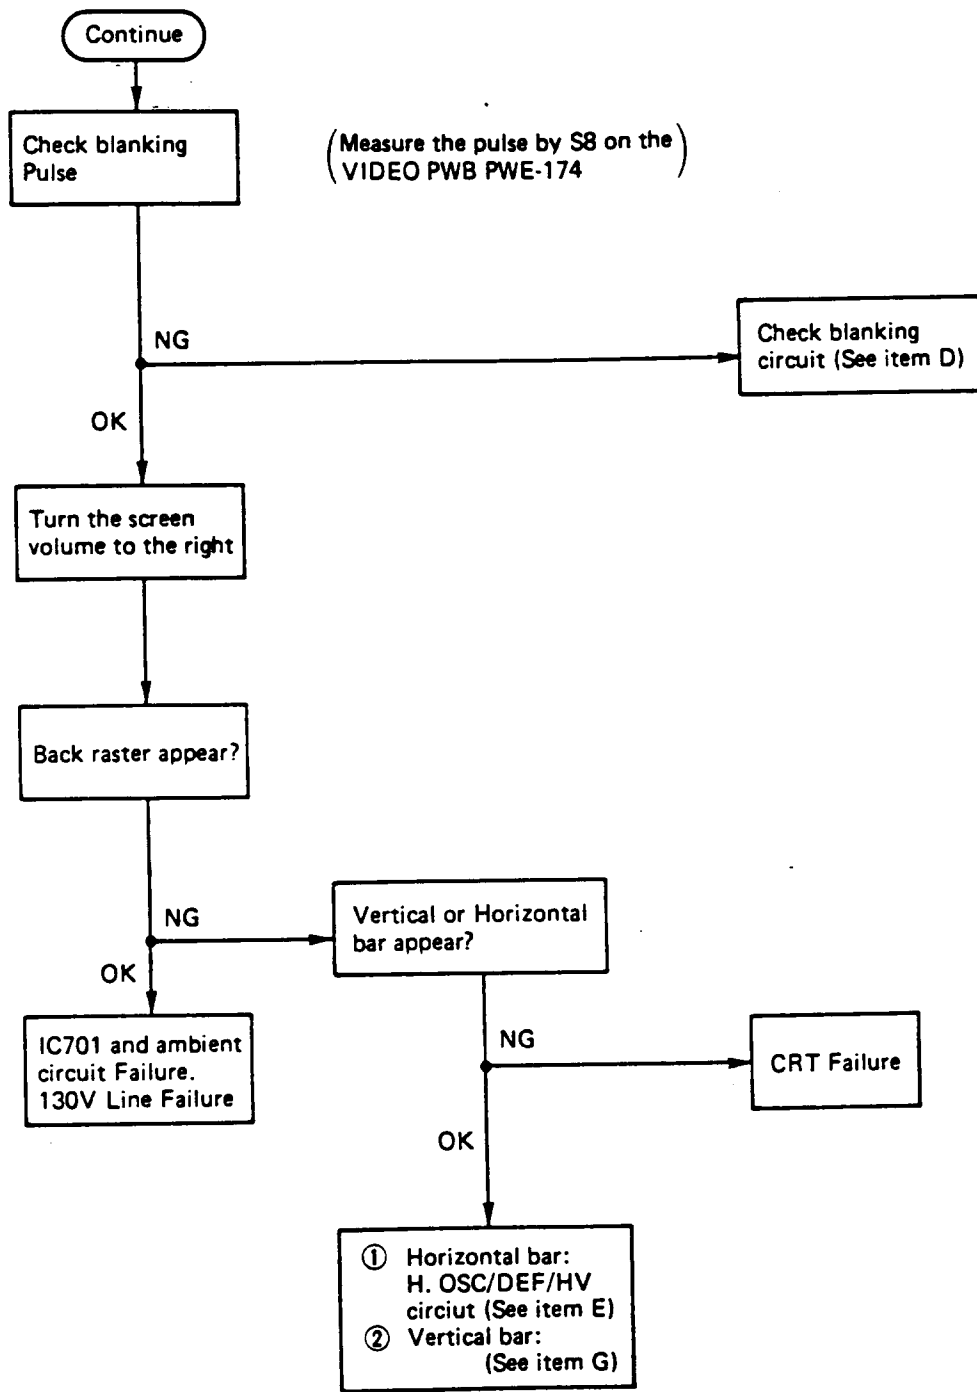 Continue
Check blanking
Pulse
(Measure the pulse by S8 on the
VIDEO PWB PWE-174)
NG
Check blanking
circuit (See item D)
OK
Turn the screen
volume to the right
Back raster appear?
NG
Vertical or Horizontal
bar appear?
OK
IC701 and ambient
circuit Failure.
130V Line Failure
NG
CRT Failure
OK
① Horizontal bar:
H. OSC/DEF/HV
circiut (See item E)
② Vertical bar:
(See item G)